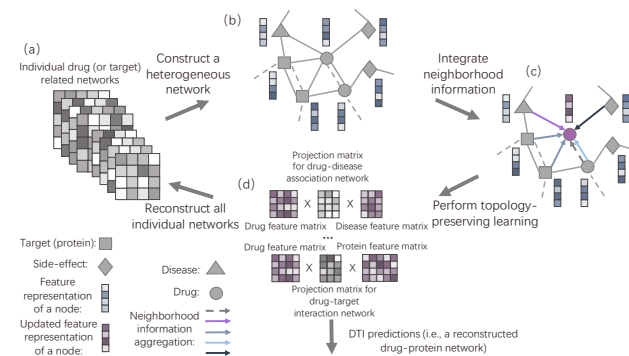 (a)
Individual drug (or target)
related networks
Construct a
heterogeneous
network
(b)
Integrate
neighborhood
information
(c)
Perform topology-
preserving learning
Projection matrix
for drug-disease
association network
(d)
X
X
Drug feature matrix
Disease feature matrix
...
Drug feature matrix
Protein feature matrix
X
X
Projection matrix for
drug-target
interaction network
DTI predictions (i.e., a reconstructed
drug-protein network)
Reconstruct all
individual networks
Target (protein):
Side-effect:
Feature
representation
of a node:
Updated feature
representation
of a node:
Disease:
Drug:
Neighborhood
information
aggregation: